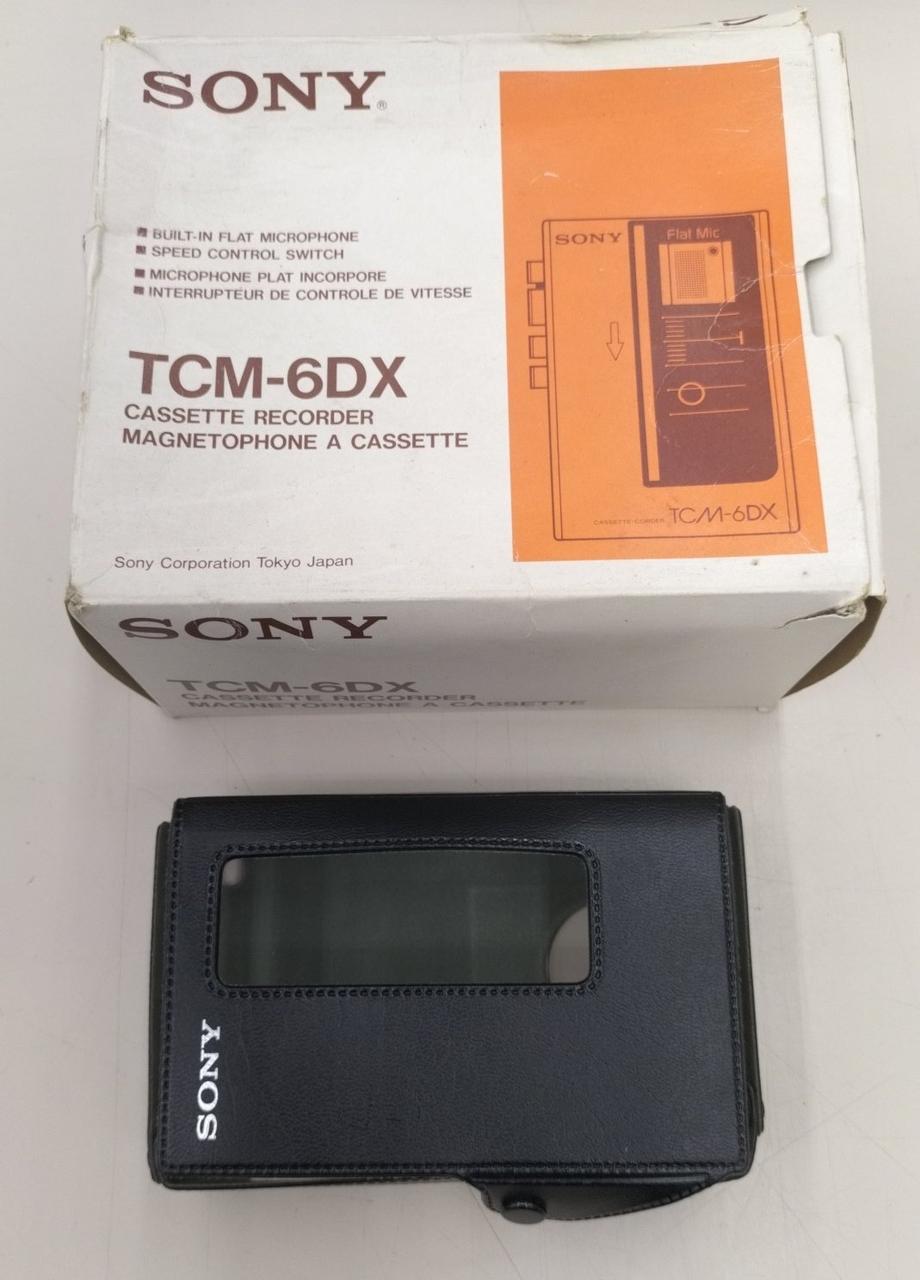 SONY®
■ BUILT-IN FLAT MICROPHONE
■ SPEED CONTROL SWITCH
■ MICROPHONE PLAT INCORPORE
■ INTERRUPTEUR DE CONTROLE DE VITESSE
TCM-6DX
CASSETTE RECORDER
MAGNETOPHONE A CASSETTE
Sony Corporation Tokyo Japan
SONY
Flat Mic
CASSETTE-CORDER TCM-6DX
SONY
TCM-6DX
CASSETTE RECORDER
MAGNETOPHONE A CASSETTE
SONY